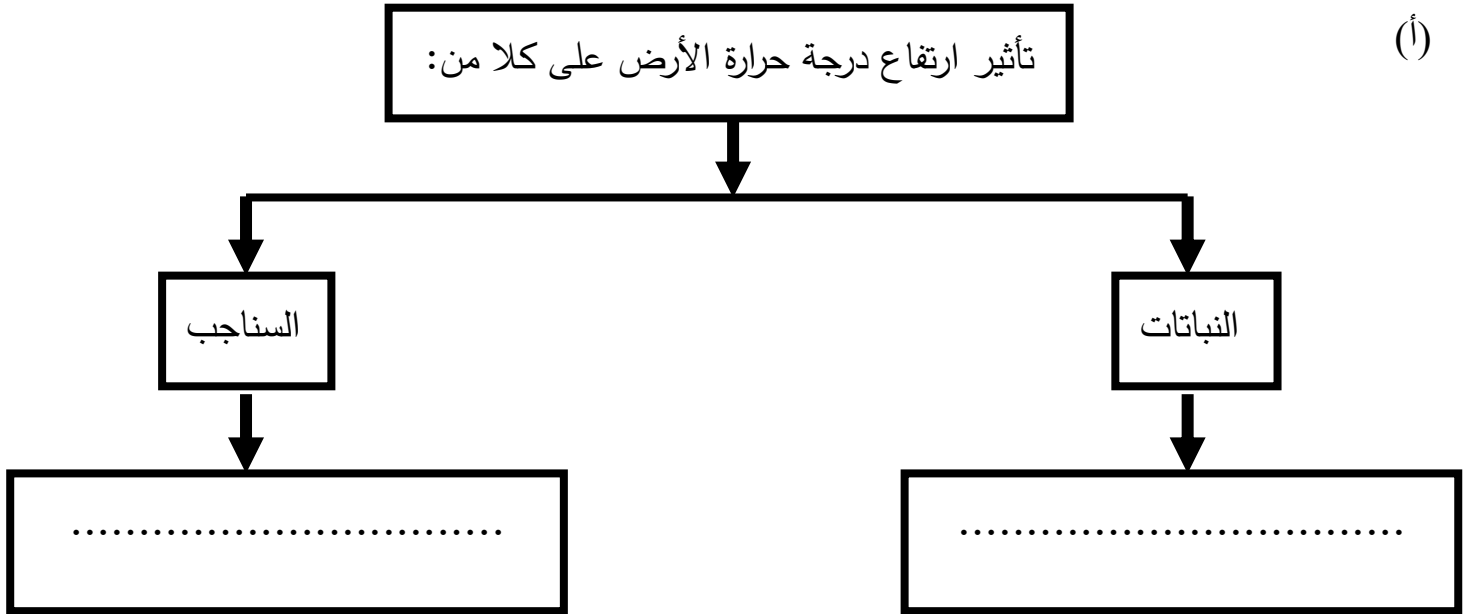 (أ)
تأثير ارتفاع درجة حرارة الأرض على كلا من:
النباتات
السناجب
.................................
................................